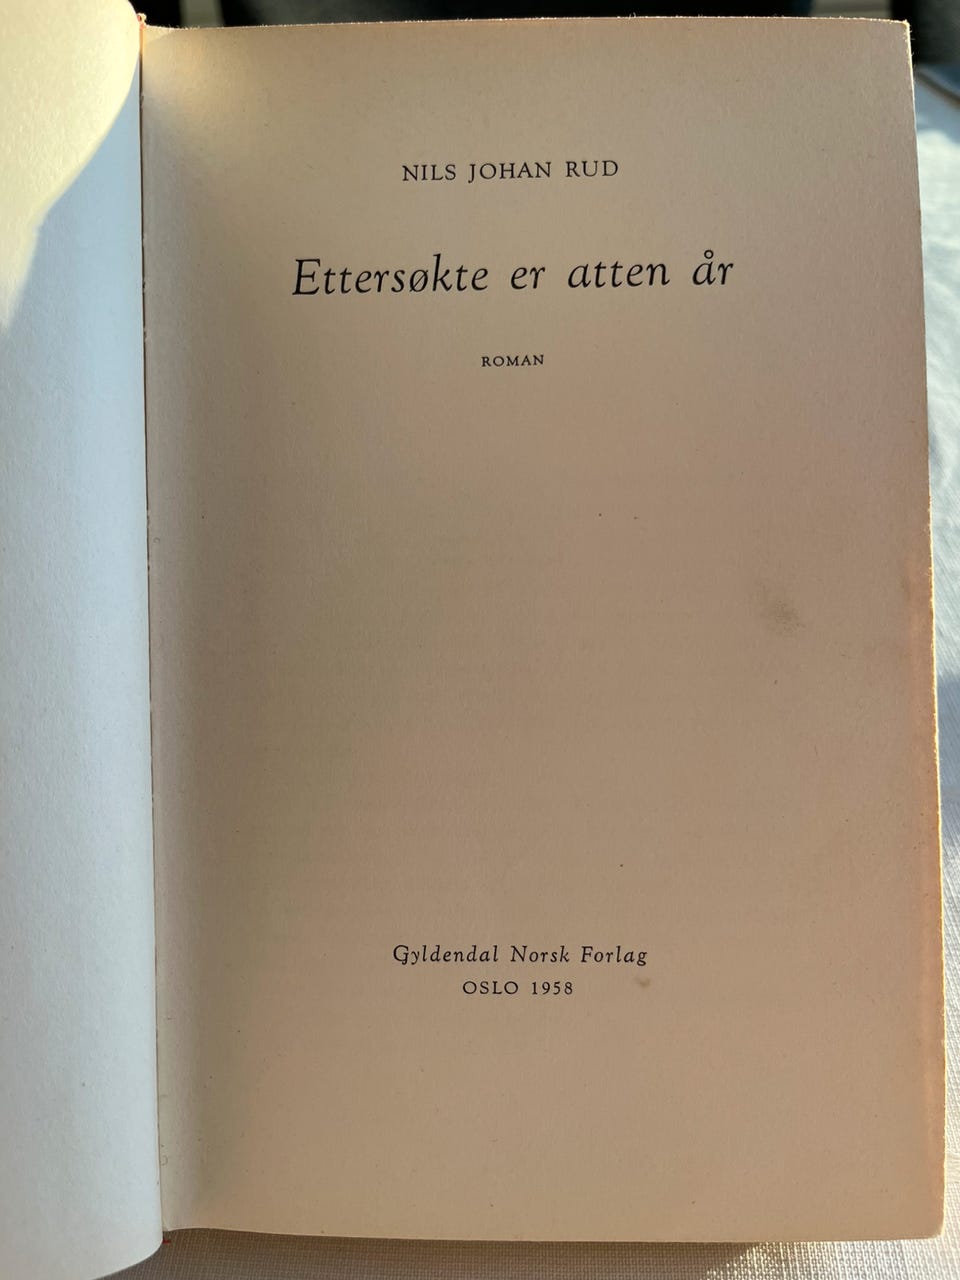 NILS JOHAN RUD
Ettersøkte er atten år
ROMAN
Gyldendal Norsk Forlag
OSLO 1958